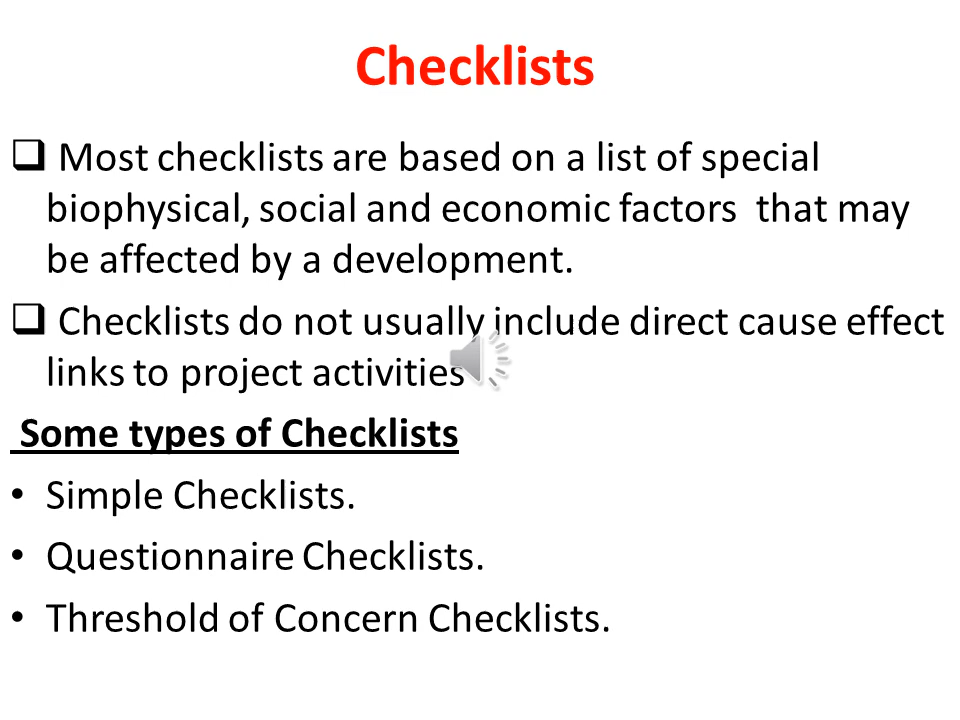 Checklists
❑ Most checklists are based on a list of special
biophysical, social and economic factors  that may
be affected by a development.
❑ Checklists do not usually include direct cause effect
links to project activities
Some types of Checklists
• Simple Checklists.
• Questionnaire Checklists.
• Threshold of Concern Checklists.